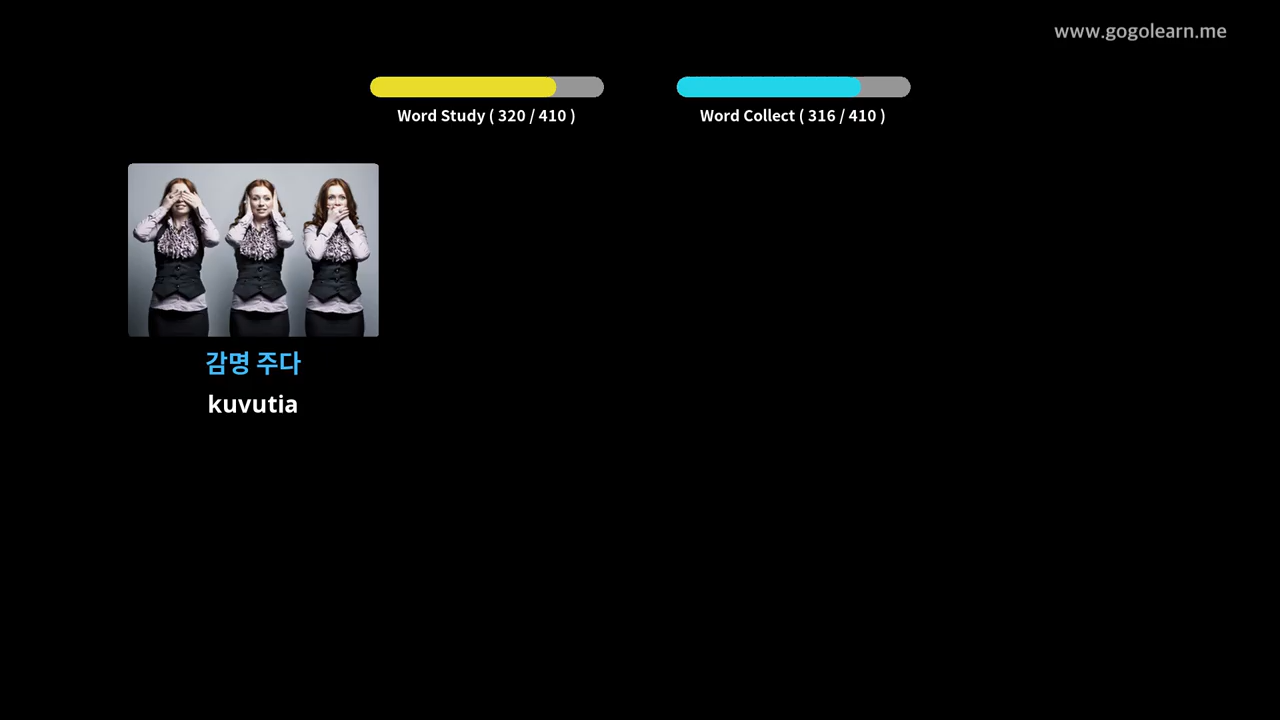 www.gogolearn.me
Word Study ( 320 / 410 )
Word Collect ( 316 / 410 )
감명 주다
kuvutia